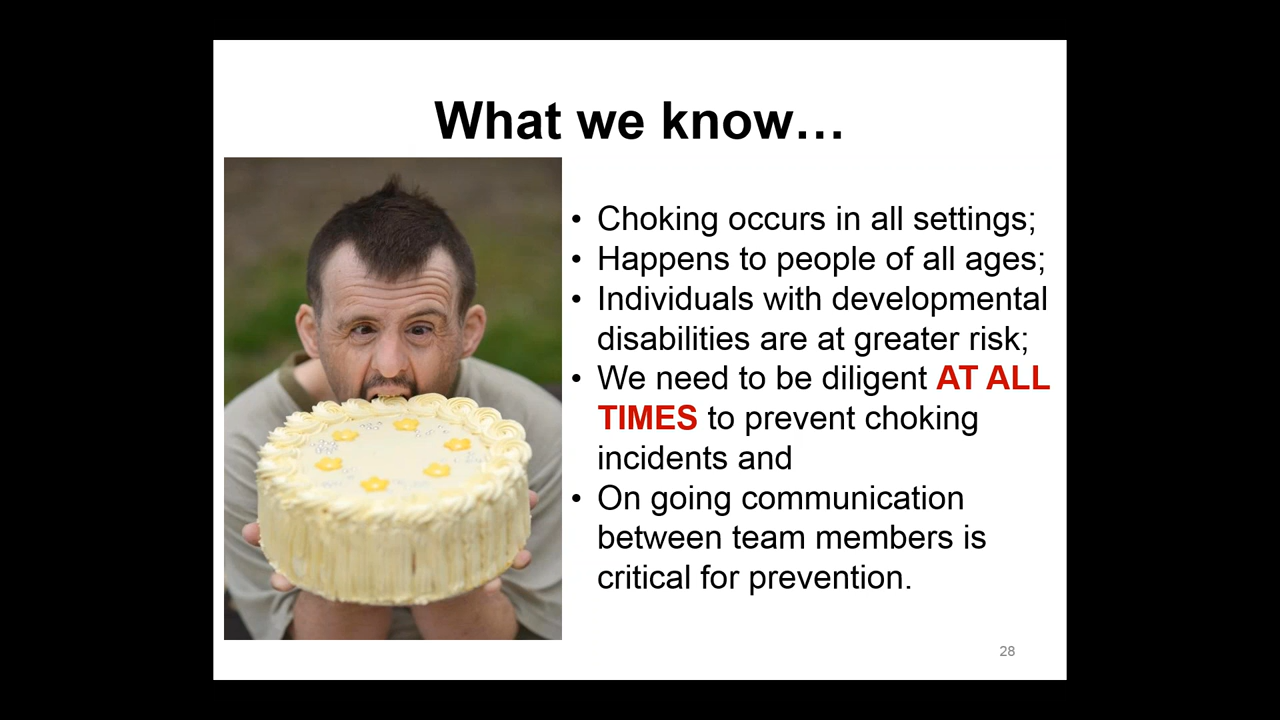 What we know…
• Choking occurs in all settings;
• Happens to people of all ages;
• Individuals with developmental
disabilities are at greater risk;
• We need to be diligent AT ALL
TIMES to prevent choking
incidents and
• On going communication
between team members is
critical for prevention.
28